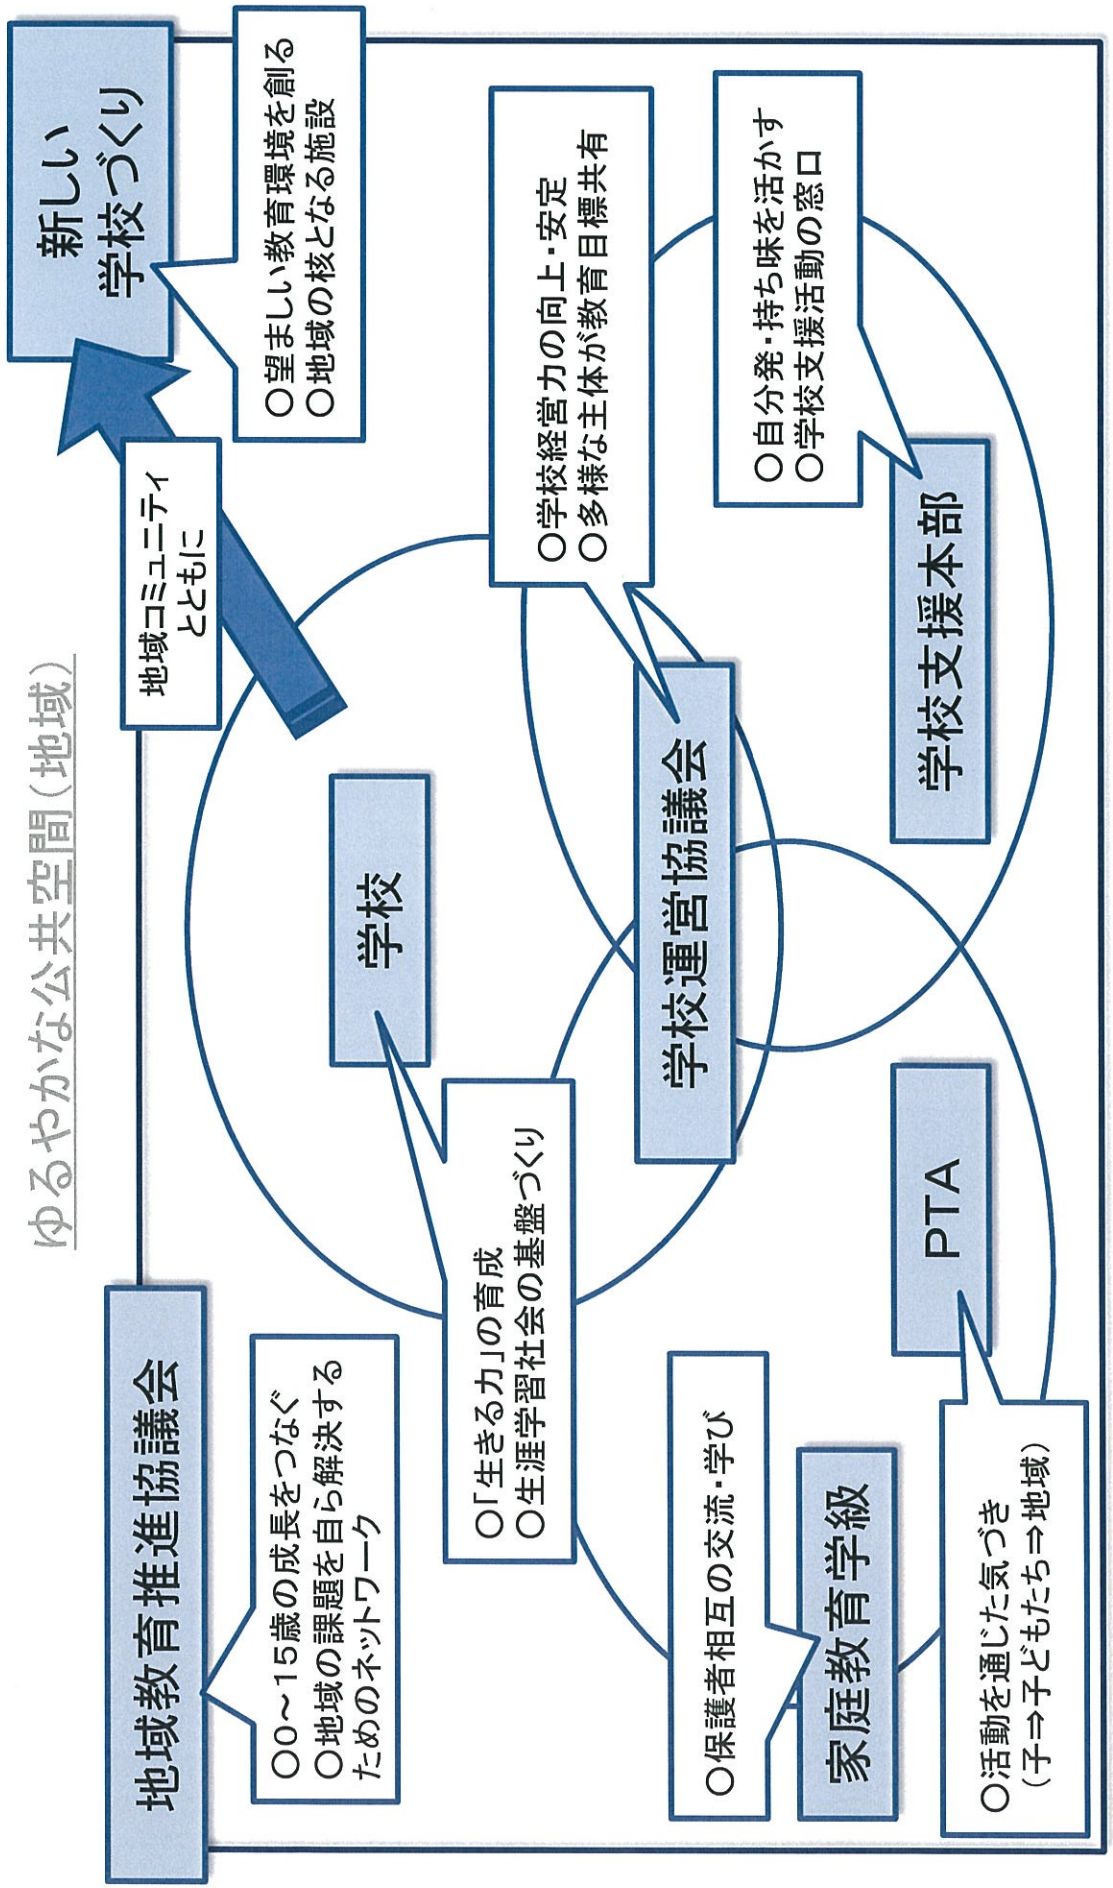 ゆるやかな公共空間(地域)
地域教育推進協議会
○0～15歳の成長をつなぐ
○地域の課題を自ら解決する
ためのネットワーク
地域コミュニティ
とともに
新しい
学校づくり
○望ましい教育環境を創る
○地域の核となる施設
学校
○「生きる力」の育成
○生涯学習社会の基盤づくり
学校運営協議会
○学校経営力の向上・安定
○多様な主体が教育目標共有
○保護者相互の交流・学び
家庭教育学級
PTA
○活動を通じた気づき
(子⇒子どもたち⇒地域)
学校支援本部
○自分発・持ち味を活かす
○学校支援活動の窓口